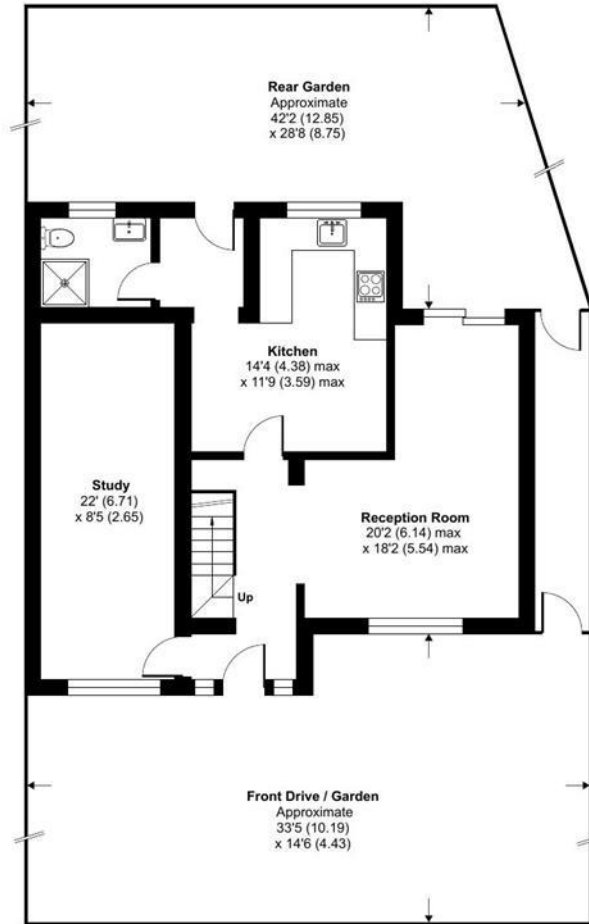 Rear Garden
Approximate
42'2 (12.85)
x 28'8 (8.75)
Kitchen
14'4 (4.38) max
x 11'9 (3.59) max
Study
22' (6.71)
x 8'5 (2.65)
Reception Room
20'2 (6.14) max
x 18'2 (5.54) max
Up
Front Drive / Garden
Approximate
33'5 (10.19)
x 14'6 (4.43)